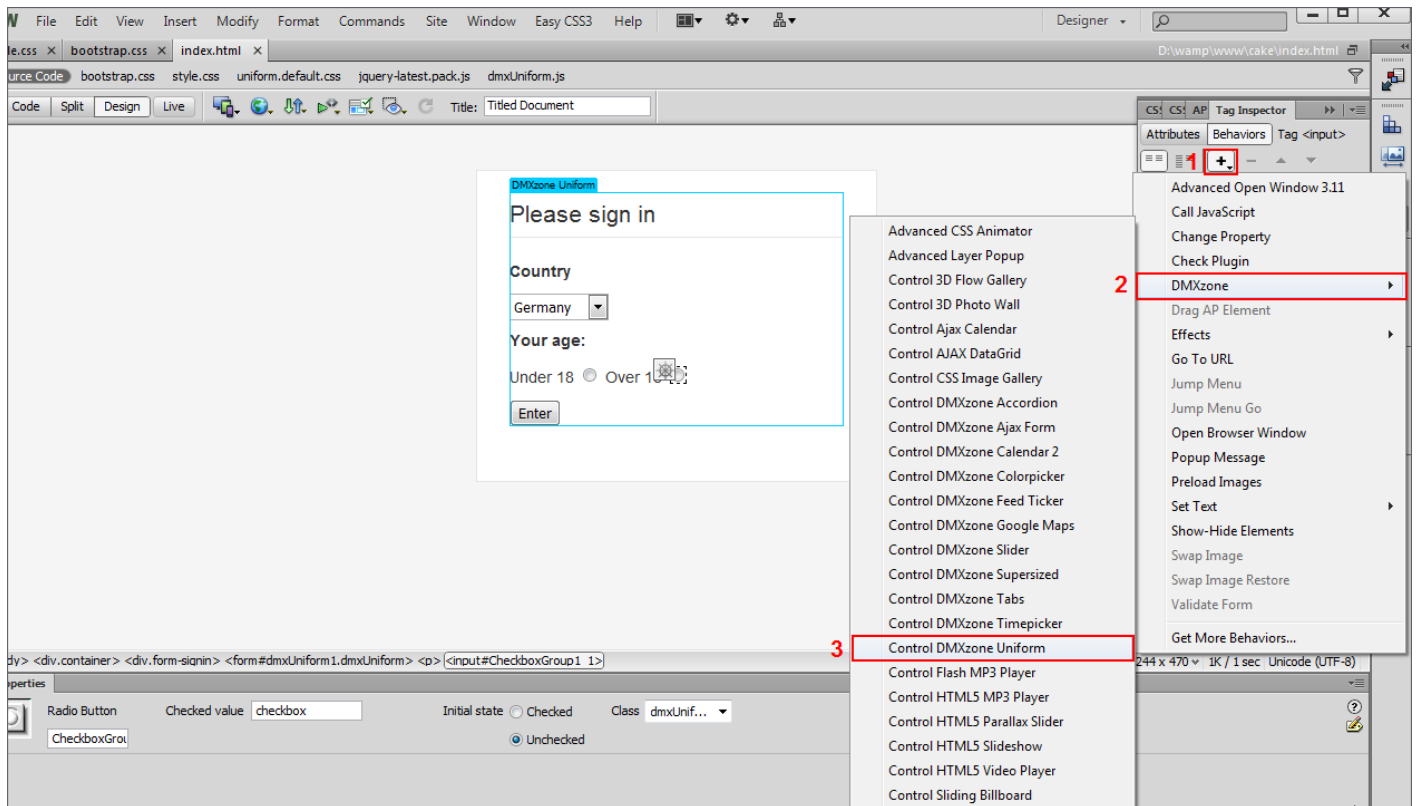 W File Edit View Insert Modify Format Commands Site Window Easy CSS3 Help Designer
le.css × bootstrap.css × index.html × D:\wamp\www\cake\index.html
urce Code bootstrap.css style.css uniform.default.css jquery-latest.pack.js dmxUniform.js
Code Split Design Live Title: Titled Document
CS! CS! AP Tag Inspector
Attributes Behaviors Tag <input>
1 +
DMXzone Uniform
Please sign in
Country
Germany
Your age:
Under 18 Over
Enter
Advanced Open Window 3.11
Call JavaScript
Change Property
Check Plugin
2 DMXzone
Drag AP Element
Effects
Go To URL
Jump Menu
Jump Menu Go
Open Browser Window
Popup Message
Preload Images
Set Text
Show-Hide Elements
Swap Image
Swap Image Restore
Validate Form
Get More Behaviors...
Advanced CSS Animator
Advanced Layer Popup
Control 3D Flow Gallery
Control 3D Photo Wall
Control Ajax Calendar
Control AJAX DataGrid
Control CSS Image Gallery
Control DMXzone Accordion
Control DMXzone Ajax Form
Control DMXzone Calendar 2
Control DMXzone Colorpicker
Control DMXzone Feed Ticker
Control DMXzone Google Maps
Control DMXzone Slider
Control DMXzone Supersized
Control DMXzone Tabs
Control DMXzone Timepicker
3 Control DMXzone Uniform
Control Flash MP3 Player
Control HTML5 MP3 Player
Control HTML5 Parallax Slider
Control HTML5 Slideshow
Control HTML5 Video Player
Control Sliding Billboard
dy> <div.container> <div.form-signin> <form#dmxUniform1.dmxUniform> <p> <input#CheckboxGroup1_1>
244 x 470 1K / 1 sec Unicode (UTF-8)
operties
Radio Button Checked value checkbox Initial state Checked Class dmxUnif...
CheckboxGrou Unchecked